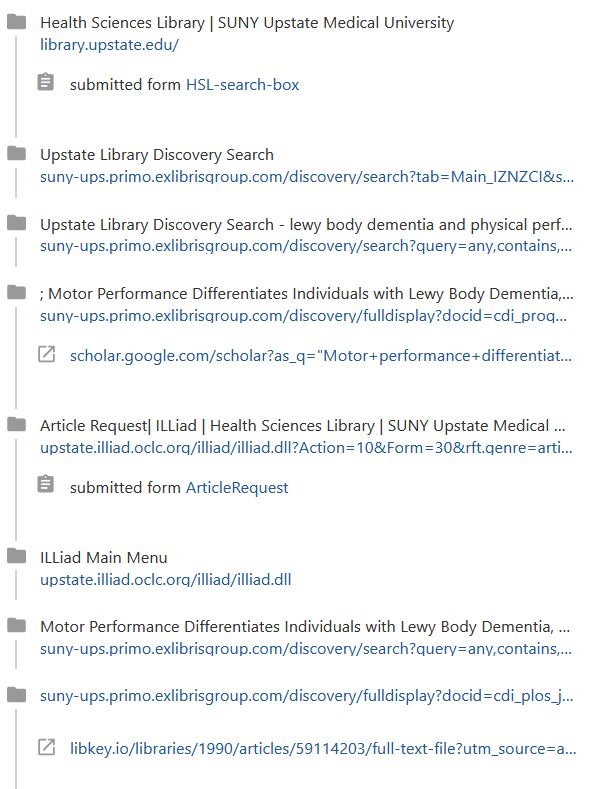 Health Sciences Library | SUNY Upstate Medical University
library.upstate.edu/
submitted form HSL-search-box
Upstate Library Discovery Search
suny-ups.primo.exlibrisgroup.com/discovery/search?tab=Main_IZNZCI&s...
Upstate Library Discovery Search - lewy body dementia and physical perf...
suny-ups.primo.exlibrisgroup.com/discovery/search?query=any,contains,...
; Motor Performance Differentiates Individuals with Lewy Body Dementia,...
suny-ups.primo.exlibrisgroup.com/discovery/fulldisplay?docid=cdi_proq...
scholar.google.com/scholar?as_q="Motor+performance+differentiat...
Article Request| ILLiad | Health Sciences Library | SUNY Upstate Medical ...
upstate.illiad.oclc.org/illiad/illiad.dll?Action=10&Form=30&rft.genre=arti...
submitted form ArticleRequest
ILLiad Main Menu
upstate.illiad.oclc.org/illiad/illiad.dll
Motor Performance Differentiates Individuals with Lewy Body Dementia, ...
suny-ups.primo.exlibrisgroup.com/discovery/search?query=any,contains,...
suny-ups.primo.exlibrisgroup.com/discovery/fulldisplay?docid=cdi_plos_j...
libkey.io/libraries/1990/articles/59114203/full-text-file?utm_source=a...